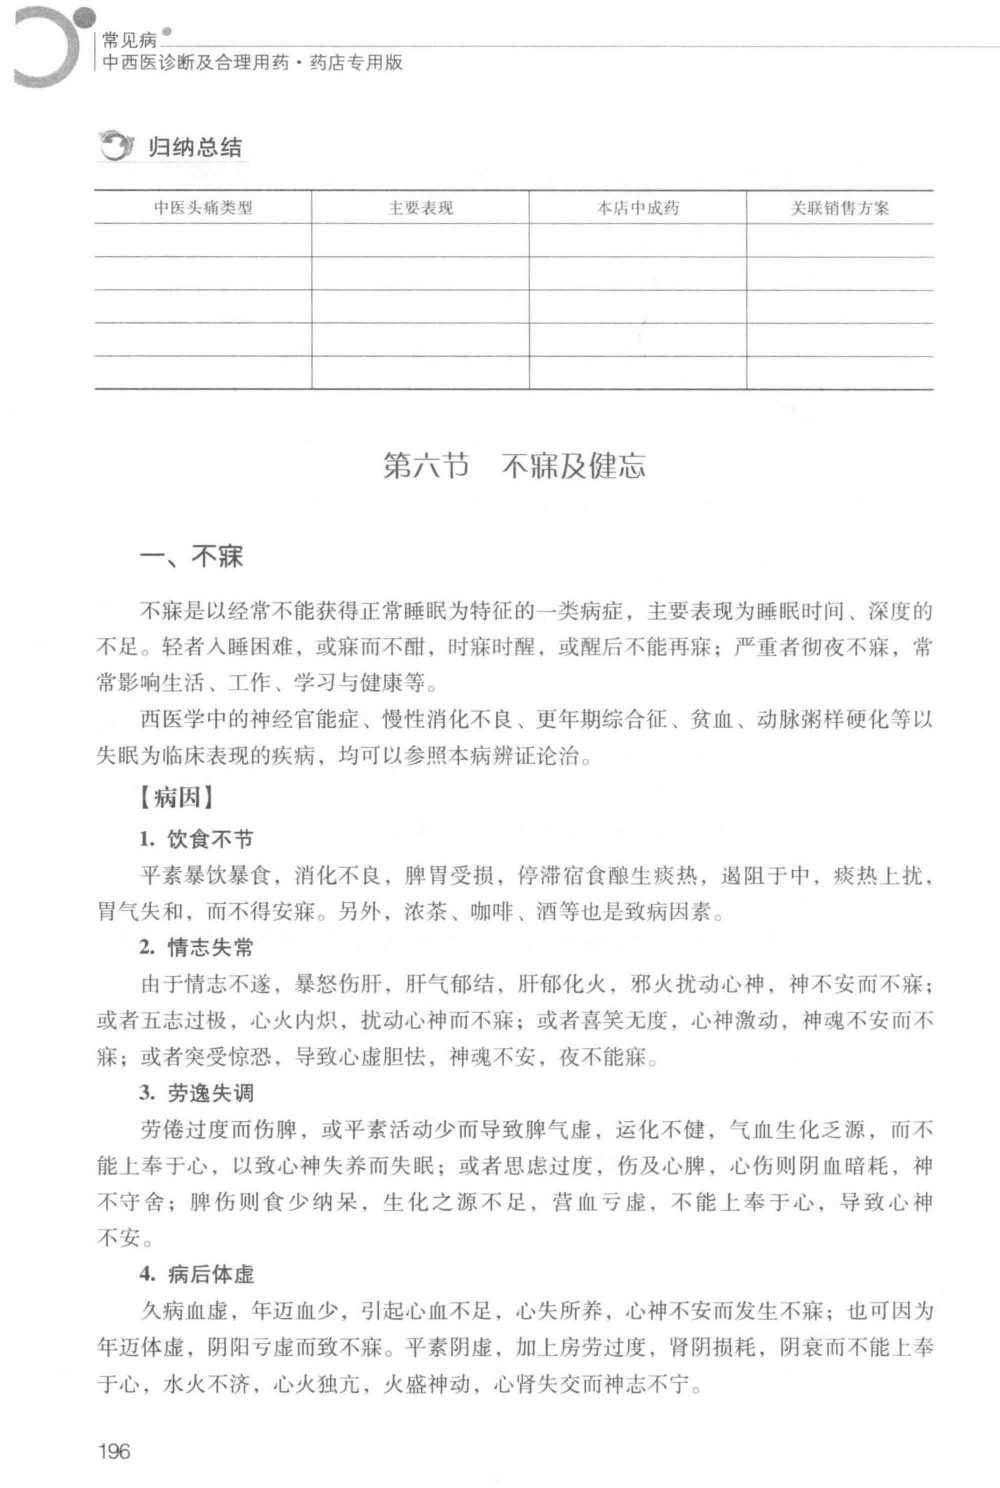 常见病
中西医诊断及合理用药·药店专用版
归纳总结
中医头痛类型 主要表现 本店中成药 关联销售方案
第六节 不寐及健忘
一、不寐
不寐是以经常不能获得正常睡眠为特征的一类病症，主要表现为睡眠时间、深度的
不足。轻者入睡困难，或寐而不酣，时寐时醒，或醒后不能再寐；严重者彻夜不寐，常
常影响生活、工作、学习与健康等。
西医学中的神经官能症、慢性消化不良、更年期综合征、贫血、动脉粥样硬化等以
失眠为临床表现的疾病，均可以参照本病辨证论治。
【病因】
1. 饮食不节
平素暴饮暴食，消化不良，脾胃受损，停滞宿食酿生痰热，遏阻于中，痰热上扰，
胃气失和，而不得安寐。另外，浓茶、咖啡、酒等也是致病因素。
2. 情志失常
由于情志不遂，暴怒伤肝，肝气郁结，肝郁化火，邪火扰动心神，神不安而不寐；
或者五志过极，心火内炽，扰动心神而不寐；或者喜笑无度，心神激动，神魂不安而不
寐；或者突受惊恐，导致心虚胆怯，神魂不安，夜不能寐。
3. 劳逸失调
劳倦过度而伤脾，或平素活动少而导致脾气虚，运化不健，气血生化乏源，而不
能上奉于心，以致心神失养而失眠；或者思虑过度，伤及心脾，心伤则阴血暗耗，神
不守舍；脾伤则食少纳呆，生化之源不足，营血亏虚，不能上奉于心，导致心神
不安。
4. 病后体虚
久病血虚，年迈血少，引起心血不足，心失所养，心神不安而发生不寐；也可因为
年迈体虚，阴阳亏虚而致不寐。平素阴虚，加上房劳过度，肾阴损耗，阴衰而不能上奉
于心，水火不济，心火独亢，火盛神动，心肾失交而神志不宁。
196